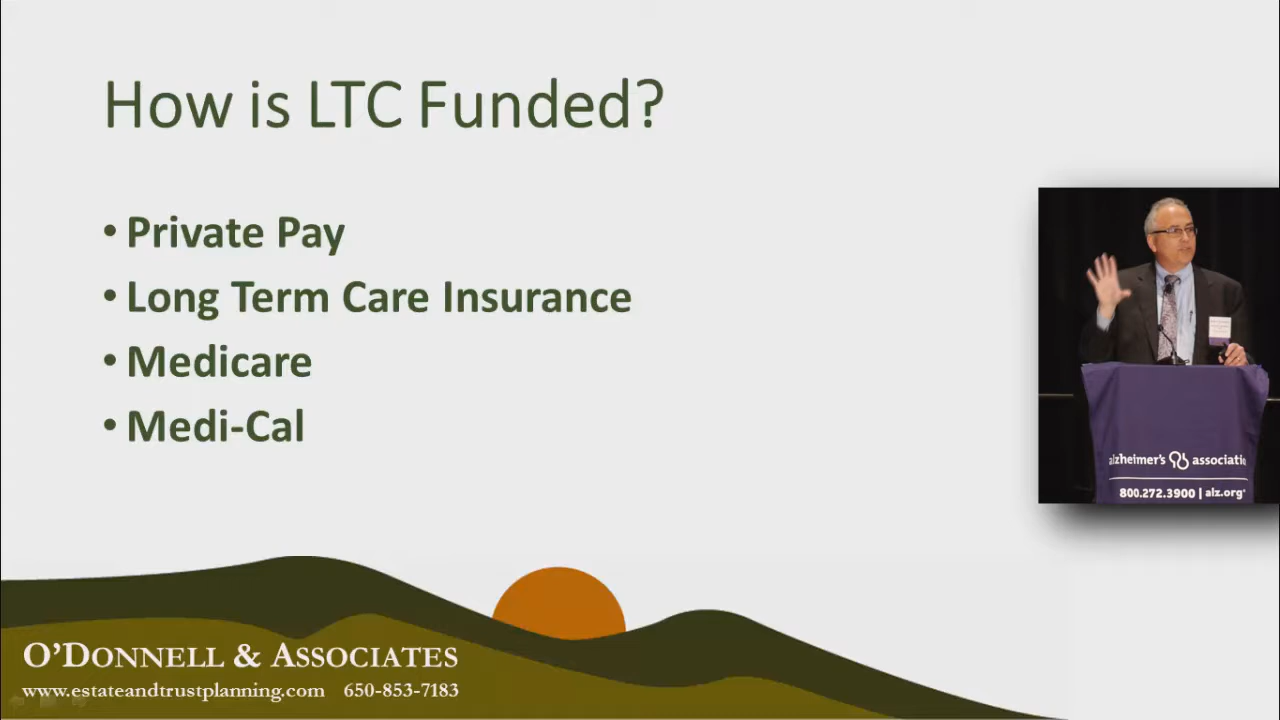 How is LTC Funded?
• Private Pay
• Long Term Care Insurance
• Medicare
• Medi-Cal
alzheimer's associatio
800.272.3900 | alz.org®
O'DONNELL & ASSOCIATES
www.estateandtrustplanning.com 650-853-7183